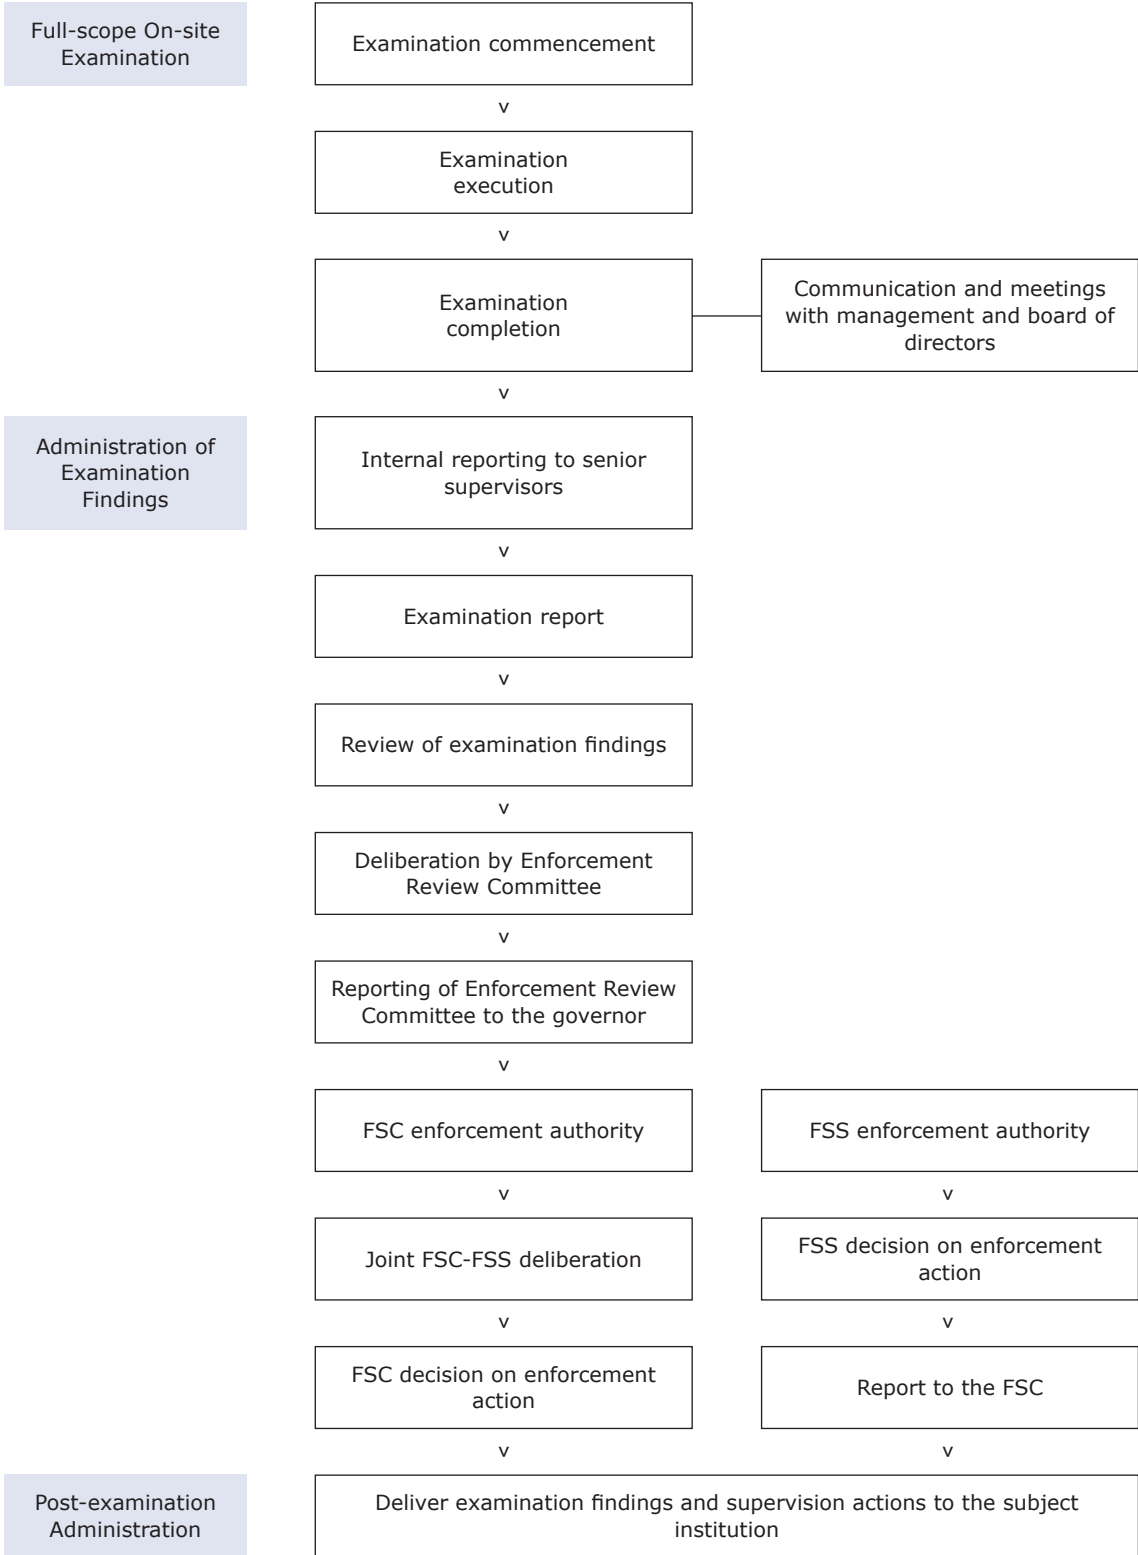 Full-scope On-site
Examination
Examination commencement
v
Examination
execution
v
Examination
completion
Communication and meetings
with management and board of
directors
v
Administration of
Examination
Findings
Internal reporting to senior
supervisors
v
Examination report
v
Review of examination findings
v
Deliberation by Enforcement
Review Committee
v
Reporting of Enforcement Review
Committee to the governor
v
FSC enforcement authority
FSS enforcement authority
v
v
Joint FSC-FSS deliberation
FSS decision on enforcement
action
v
v
FSC decision on enforcement
action
Report to the FSC
v
v
Post-examination
Administration
Deliver examination findings and supervision actions to the subject
institution